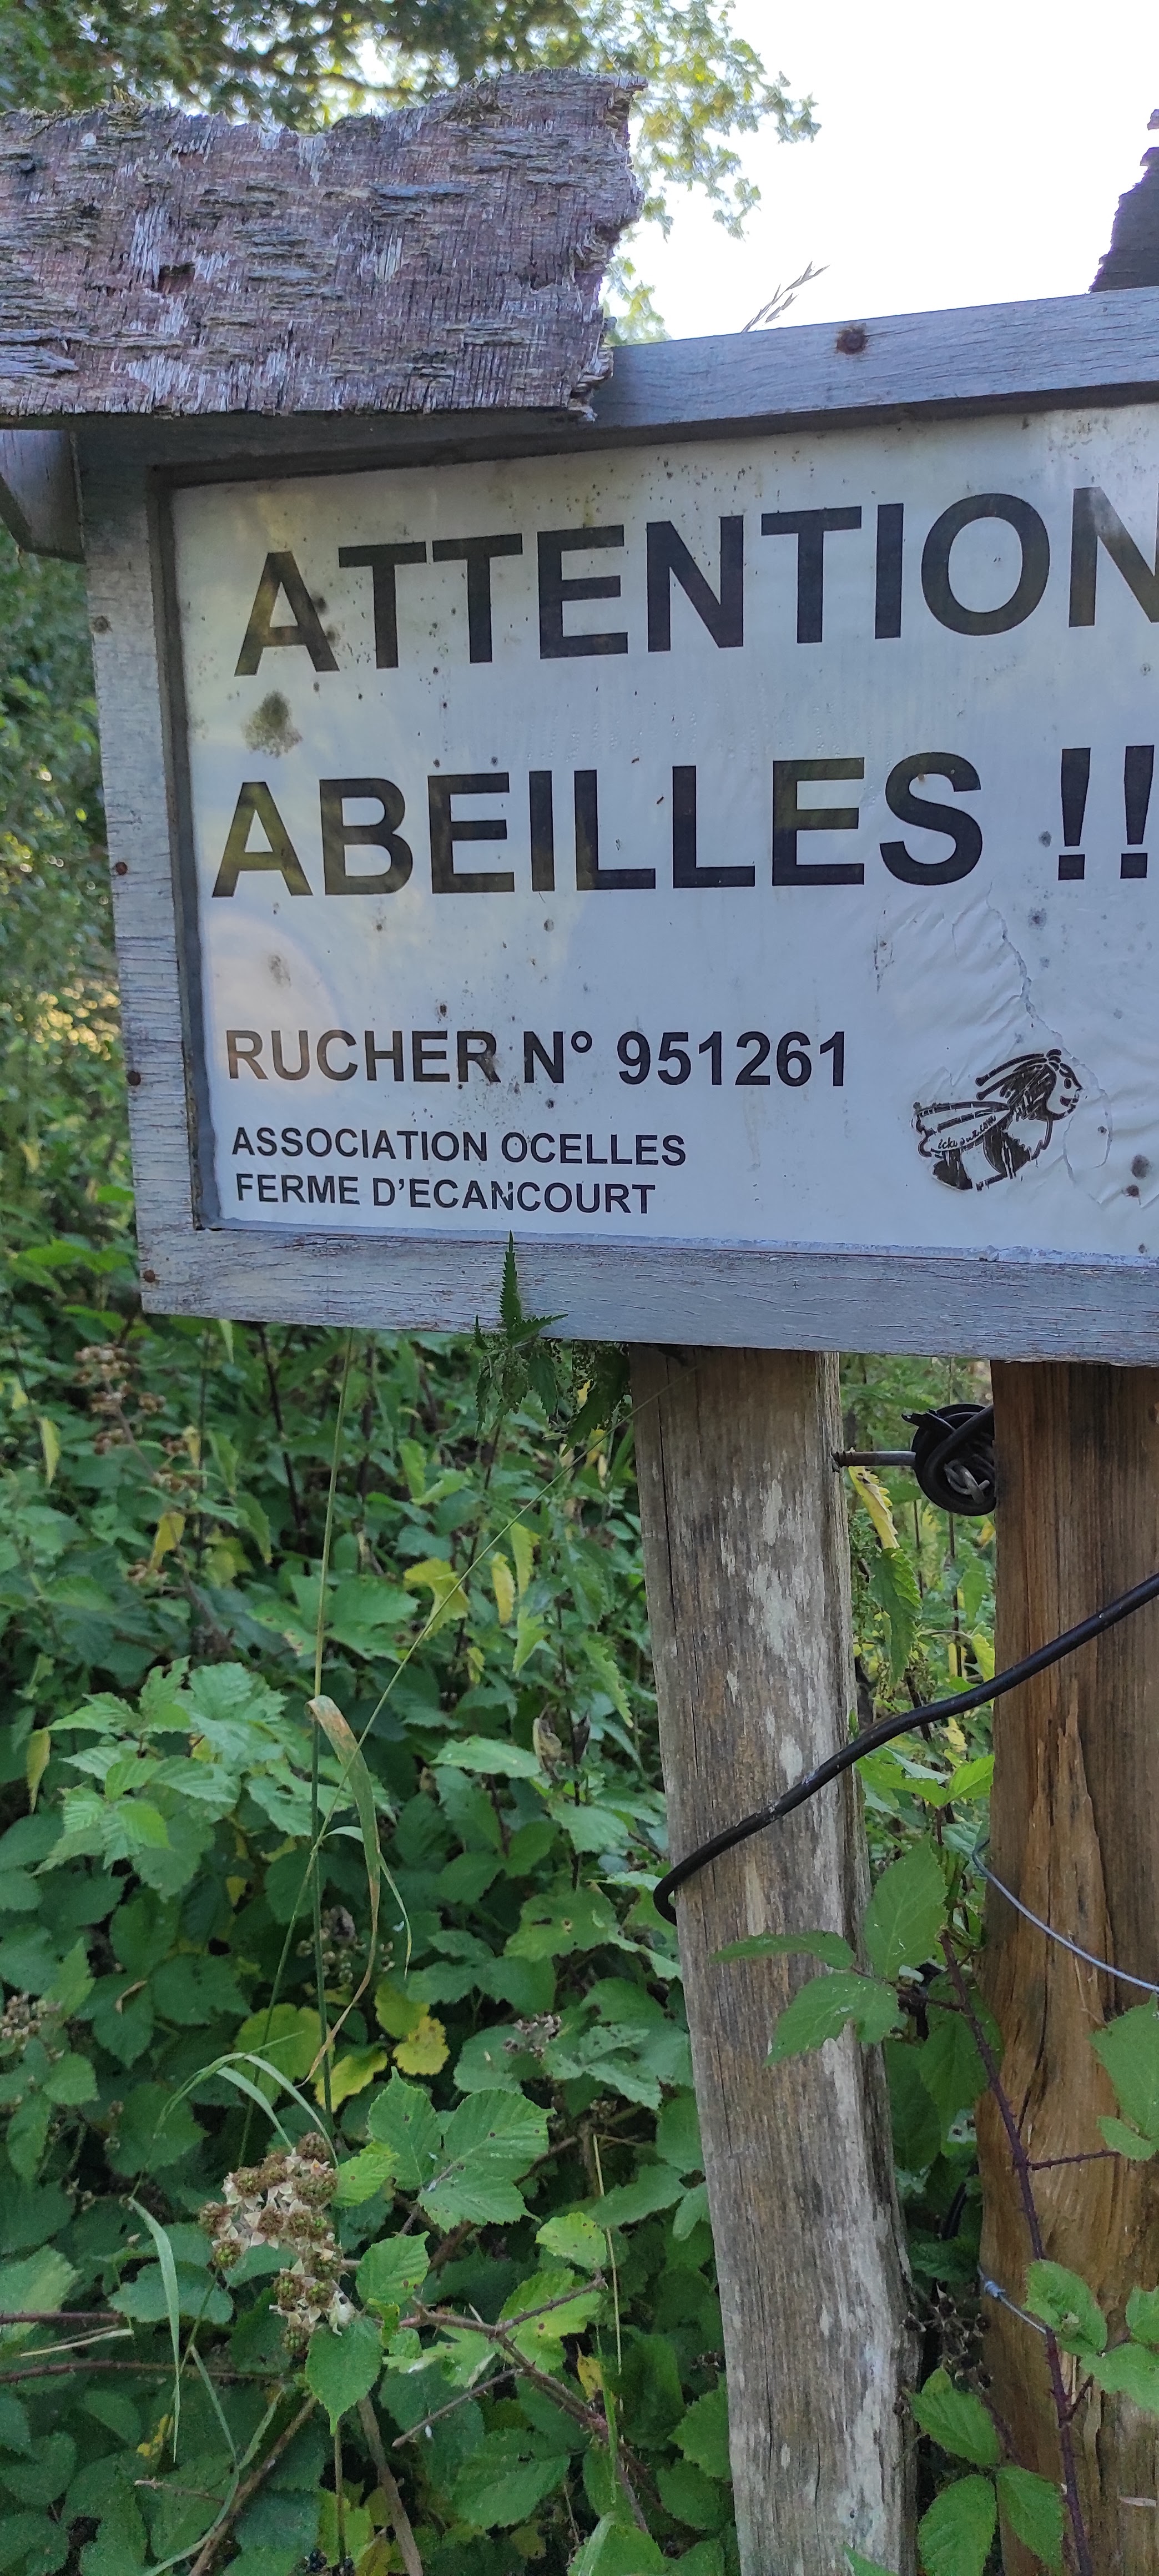 ATTENTION
ABEILLES !!
RUCHER N° 951261
ASSOCIATION OCELLES
FERME D’ECANCOURT